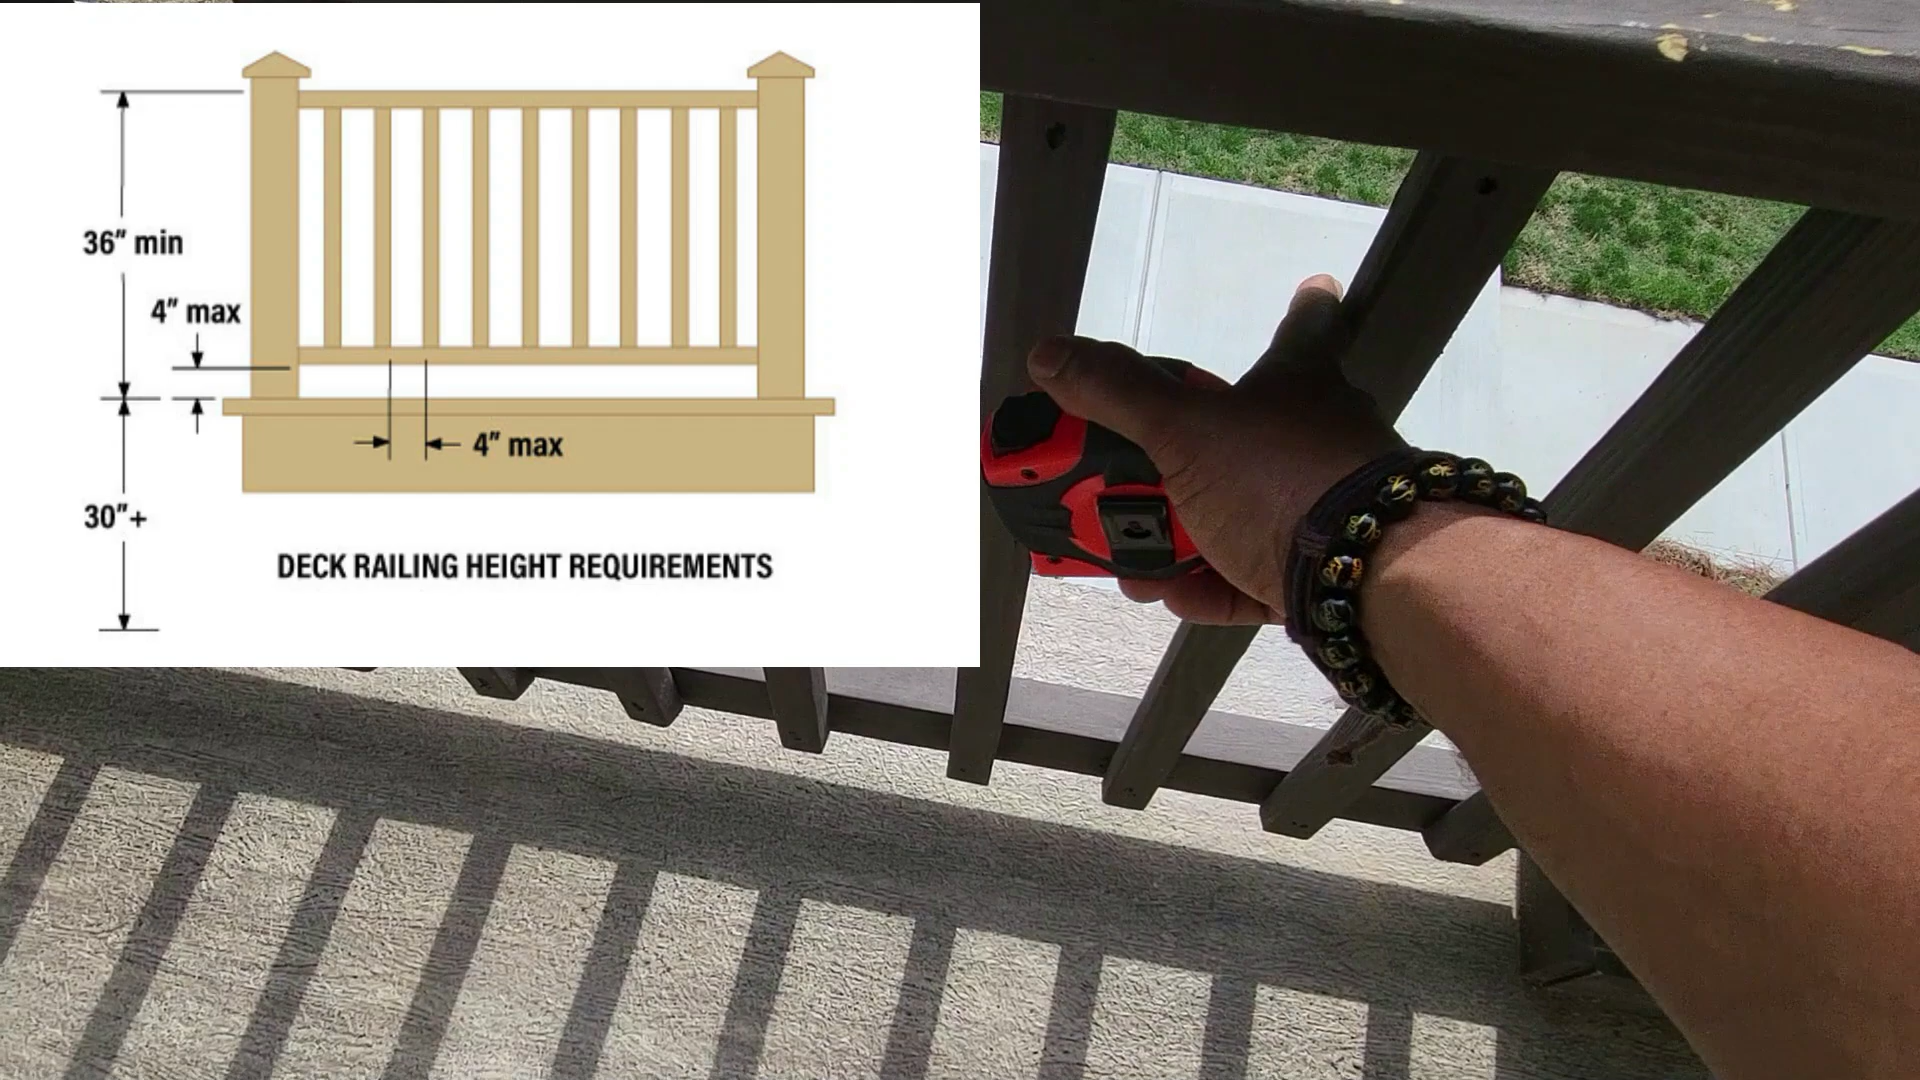 36″ min
4″ max
4″ max
30″+
DECK RAILING HEIGHT REQUIREMENTS